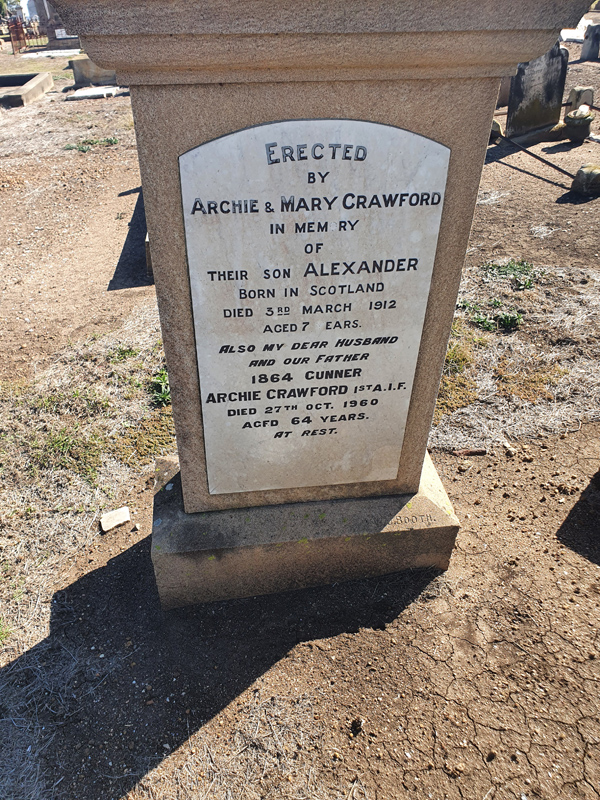 ERECTED
BY
ARCHIE & MARY CRAWFORD
IN MEM RY
OF
THEIR SON ALEXANDER
BORN IN SCOTLAND
DIED 3RD MARCH 1912
AGED 7 EARS.
ALSO MY DEAR HUSBAND
AND OUR FATHER
1864 GUNNER
ARCHIE CRAWFORD 1ST A.I.F.
DIED 27TH OCT. 1960
AGED 64 YEARS.
AT REST.